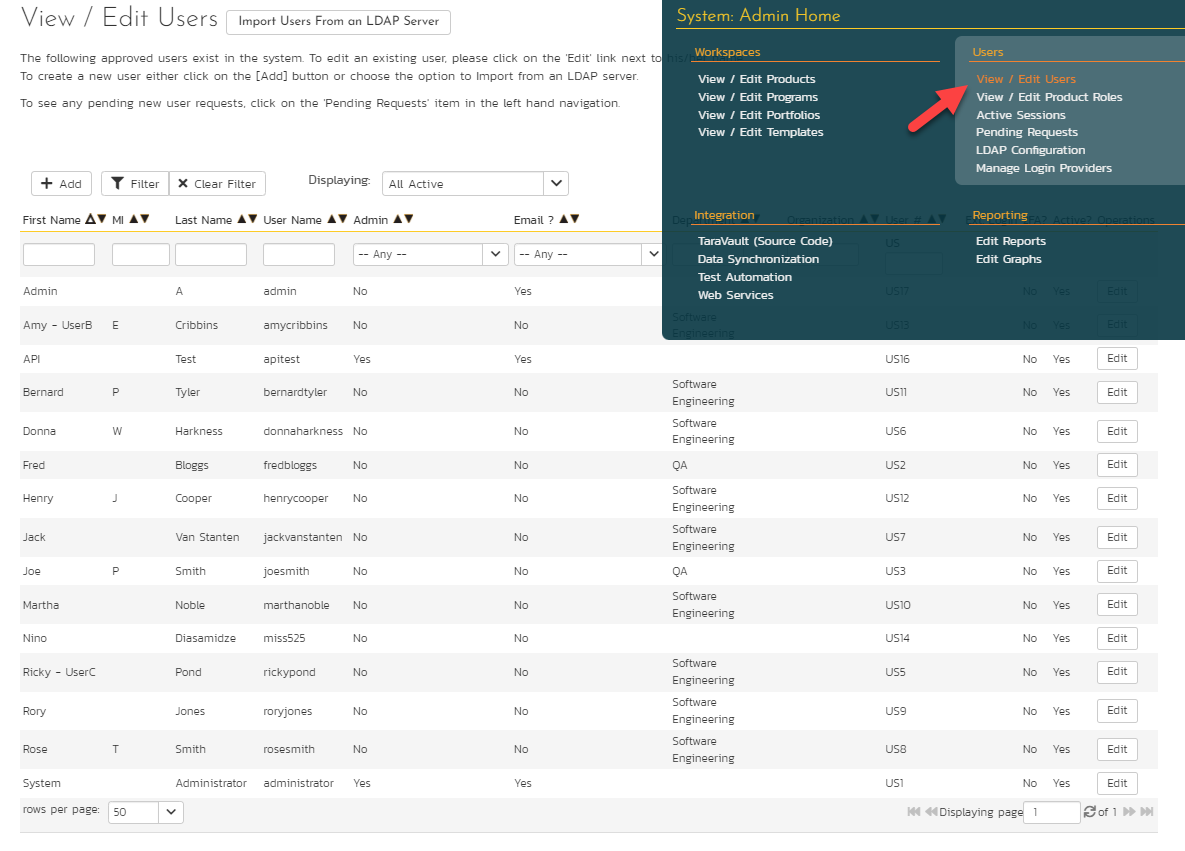 View / Edit Users
Import Users From an LDAP Server
The following approved users exist in the system. To edit an existing user, please click on the 'Edit' link next to his/her name.
To create a new user either click on the [Add] button or choose the option to Import from an LDAP server.
To see any pending new user requests, click on the 'Pending Requests' item in the left hand navigation.
System: Admin Home
Workspaces
View / Edit Products
View / Edit Programs
View / Edit Portfolios
View / Edit Templates
Users
View / Edit Users
View / Edit Product Roles
Active Sessions
Pending Requests
LDAP Configuration
Manage Login Providers
Integration
TaraVault (Source Code)
Data Synchronization
Test Automation
Web Services
Reporting
Edit Reports
Edit Graphs
+ Add Filter Clear Filter Displaying: All Active
First Name MI Last Name User Name Admin Email ? Organization User # Active? Operations
-- Any -- -- Any -- US
Admin A admin No Yes US17 No Yes Edit
Amy - UserB E Cribbins amycribbins No No Software Engineering US13 No Yes Edit
API Test apitest Yes Yes US16 No Yes Edit
Bernard P Tyler bernardtyler No No Software Engineering US11 No Yes Edit
Donna W Harkness donnaharkness No No Software Engineering US6 No Yes Edit
Fred Bloggs fredbloggs No No QA US2 No Yes Edit
Henry J Cooper henrycooper No No Software Engineering US12 No Yes Edit
Jack Van Stanten jackvanstanten No No Software Engineering US7 No Yes Edit
Joe P Smith joesmith No No QA US3 No Yes Edit
Martha Noble marthanoble No No Software Engineering US10 No Yes Edit
Nino Diasamidze miss525 No No US14 No Yes Edit
Ricky - UserC Pond rickypond No No Software Engineering US5 No Yes Edit
Rory Jones roryjones No No Software Engineering US9 No Yes Edit
Rose T Smith rosesmith No No Software Engineering US8 No Yes Edit
System Administrator administrator Yes Yes US1 No Yes Edit
rows per page: 50 Displaying page 1 of 1